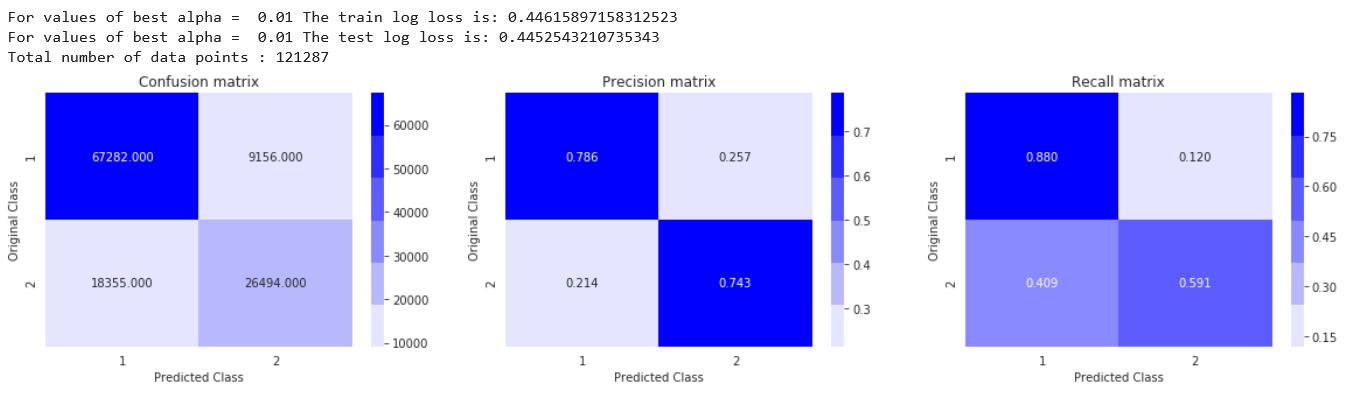 For values of best alpha =  0.01 The train log loss is: 0.44615897158312523
For values of best alpha =  0.01 The test log loss is: 0.4452543210735343
Total number of data points : 121287
Confusion matrix
Original Class
1
2
67282.000 9156.000
18355.000 26494.000
1 2
Predicted Class
60000
50000
40000
30000
20000
10000
Precision matrix
Original Class
1
2
0.786 0.257
0.214 0.743
1 2
Predicted Class
0.7
0.6
0.5
0.4
0.3
Recall matrix
Original Class
1
2
0.880 0.120
0.409 0.591
1 2
Predicted Class
0.75
0.60
0.45
0.30
0.15